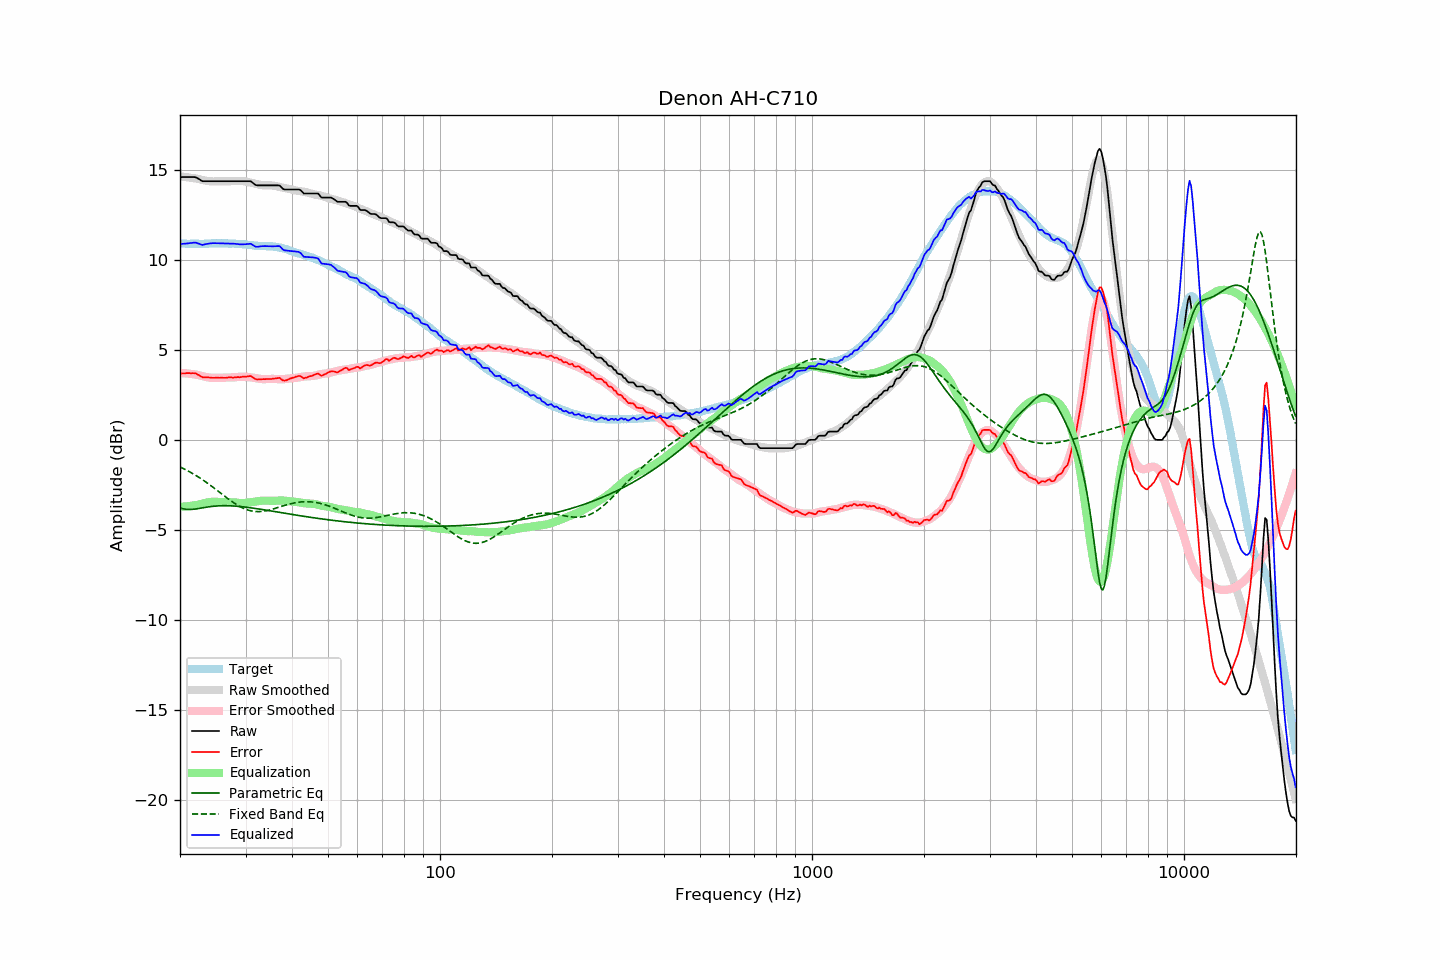 Denon AH-C710
15
10
5
0
−5
−10
−15
−20
Amplitude (dBr)
Target
Raw Smoothed
Error Smoothed
Raw
Error
Equalization
Parametric Eq
Fixed Band Eq
Equalized
100
1000
10000
Frequency (Hz)